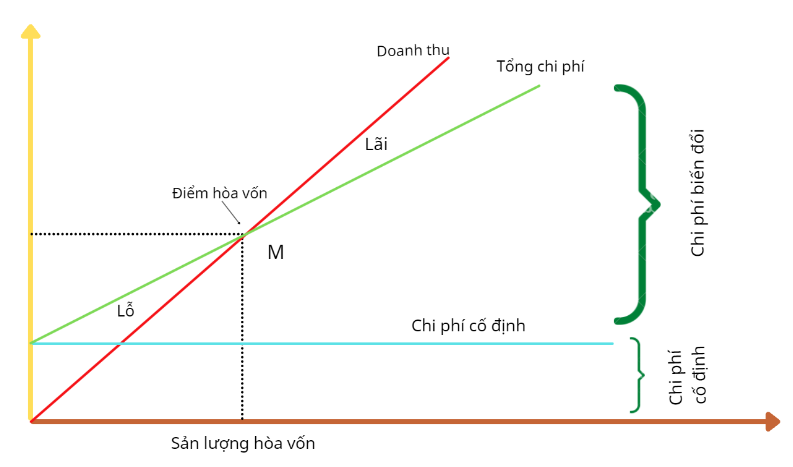 Doanh thu
Tổng chi phí
Lãi
Chi phí biến đổi
Điểm hòa vốn
M
Lỗ
Chi phí cố định
Chi phí
cố định
Sản lượng hòa vốn